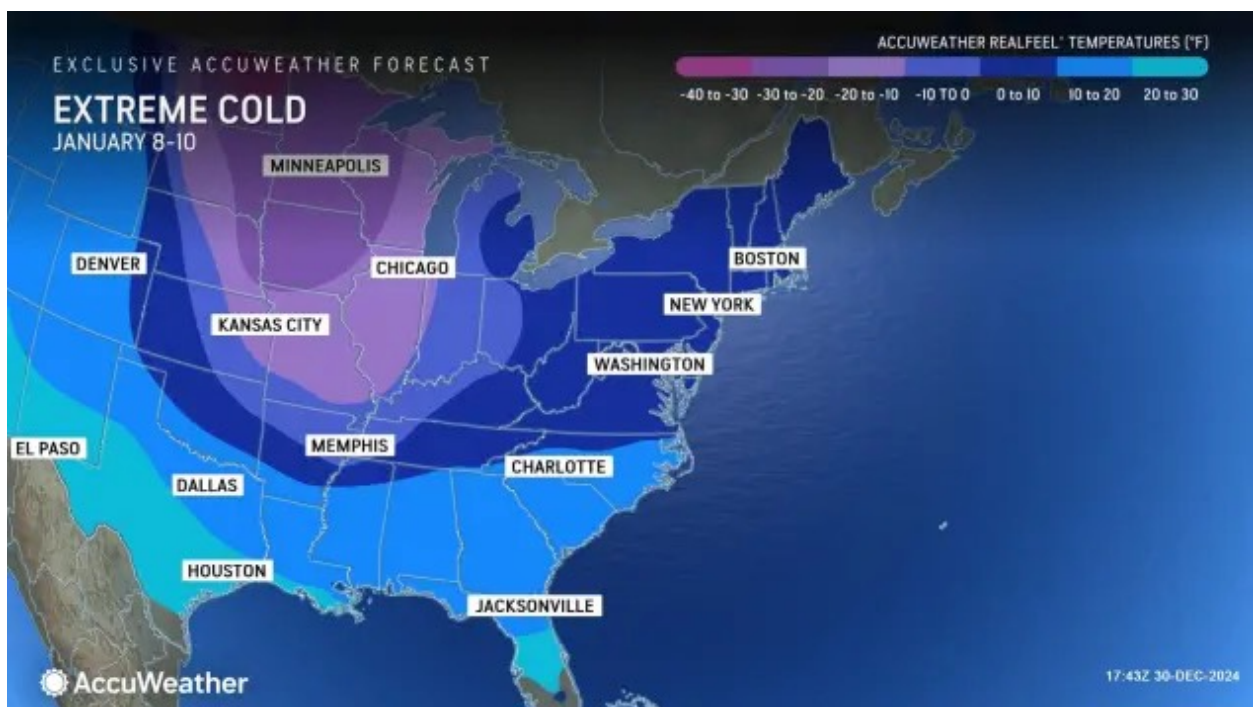 EXCLUSIVE ACCUWEATHER FORECAST
EXTREME COLD
JANUARY 8-10
ACCUWEATHER REALFEEL® TEMPERATURES (°F)
-40 to -30 -30 to -20 -20 to -10 -10 TO 0 0 to 10 10 to 20 20 to 30
MINNEAPOLIS
DENVER
CHICAGO
BOSTON
NEW YORK
KANSAS CITY
WASHINGTON
EL PASO
MEMPHIS
CHARLOTTE
DALLAS
HOUSTON
JACKSONVILLE
AccuWeather
17:43Z 30-DEC-2024